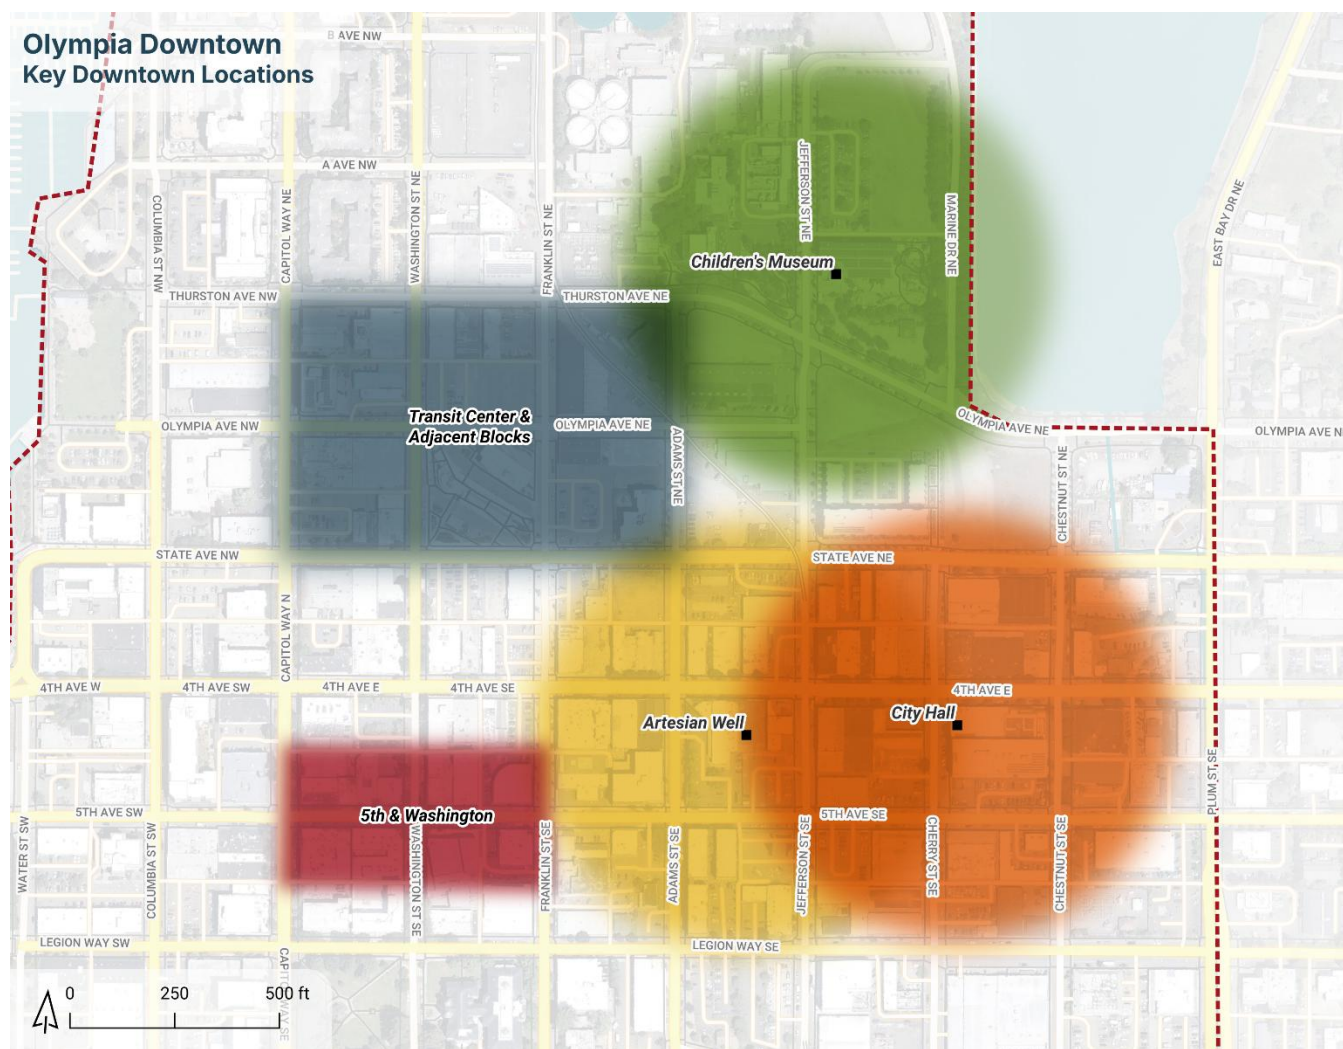 Olympia Downtown
Key Downtown Locations
B AVE NW
A AVE NW
COLUMBIA ST NW
CAPITOL WAY NE
WASHINGTON ST NE
FRANKLIN ST NE
JEFFERSON ST NE
MARINE DR NE
EAST BAY DR NE
Children's Museum
THURSTON AVE NW
THURSTON AVE NE
Transit Center &
Adjacent Blocks
OLYMPIA AVE NW
OLYMPIA AVE NE
OLYMPIA AVE NE
OLYMPIA AVE N
ADAMS ST NE
CHESTNUT ST NE
STATE AVE NW
STATE AVE NE
CAPITOL WAY N
4TH AVE W
4TH AVE SW
4TH AVE E
4TH AVE SE
4TH AVE E
Artesian Well
City Hall
PLUM ST SE
5TH AVE SW
5th & Washington
5TH AVE SE
WATER ST SW
COLUMBIA ST SW
WASHINGTON ST SE
FRANKLIN ST SE
ADAMS ST SE
JEFFERSON ST SE
CHERRY ST SE
CHESTNUT ST SE
LEGION WAY SW
LEGION WAY SE
CAPITOL WAY SE
0 250 500 ft